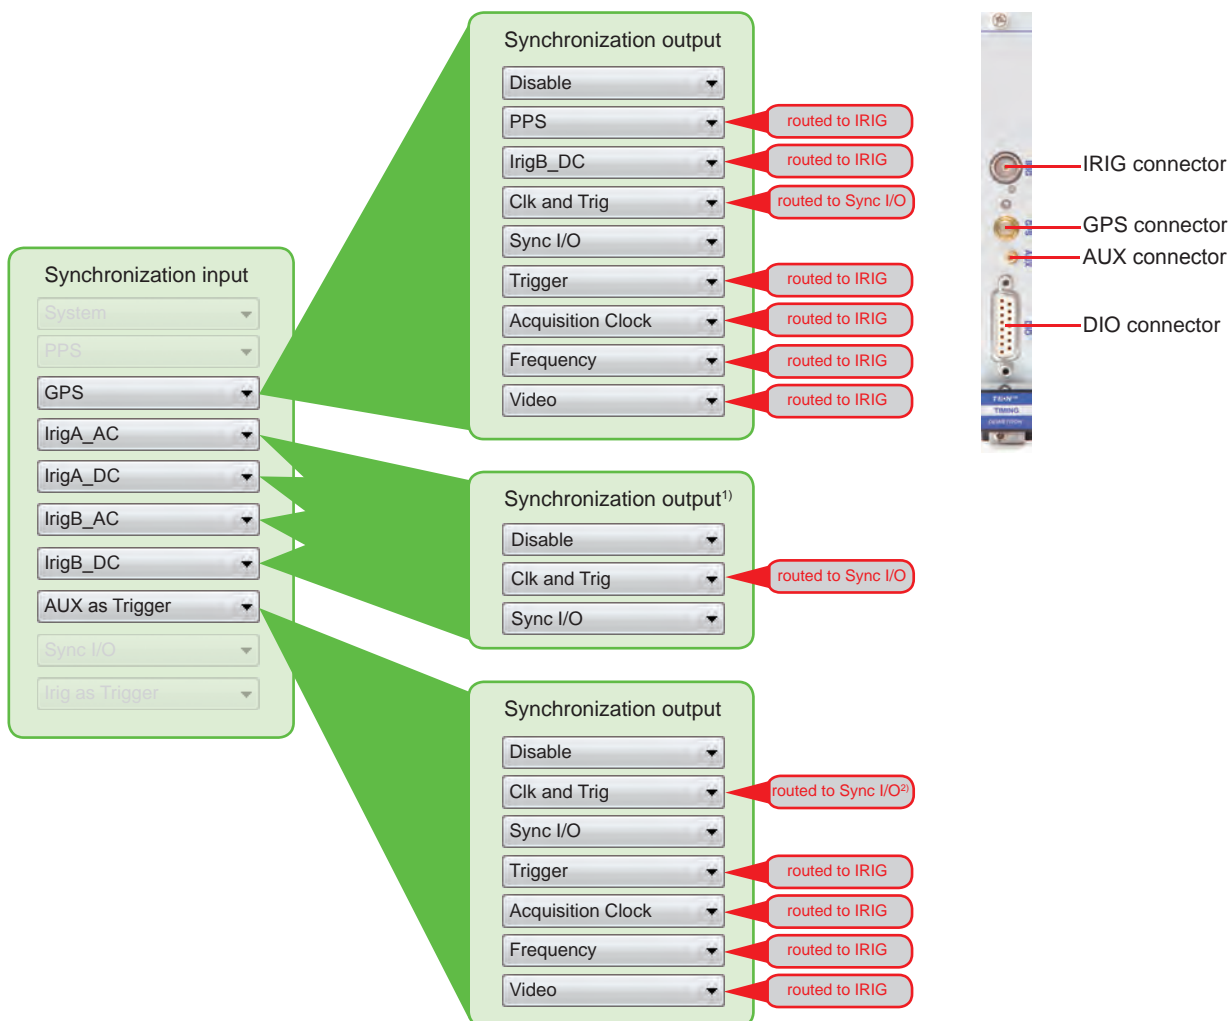 Synchronization input
System
PPS
GPS
IrigA_AC
IrigA_DC
IrigB_AC
IrigB_DC
AUX as Trigger
Sync I/O
Irig as Trigger
Synchronization output
Disable
PPS routed to IRIG
IrigB_DC routed to IRIG
Clk and Trig routed to Sync I/O
Sync I/O
Trigger routed to IRIG
Acquisition Clock routed to IRIG
Frequency routed to IRIG
Video routed to IRIG
Synchronization output¹⁾
Disable
Clk and Trig routed to Sync I/O
Sync I/O
Synchronization output
Disable
Clk and Trig routed to Sync I/O²⁾
Sync I/O
Trigger routed to IRIG
Acquisition Clock routed to IRIG
Frequency routed to IRIG
Video routed to IRIG
IRIG connector
GPS connector
AUX connector
DIO connector
TIMING